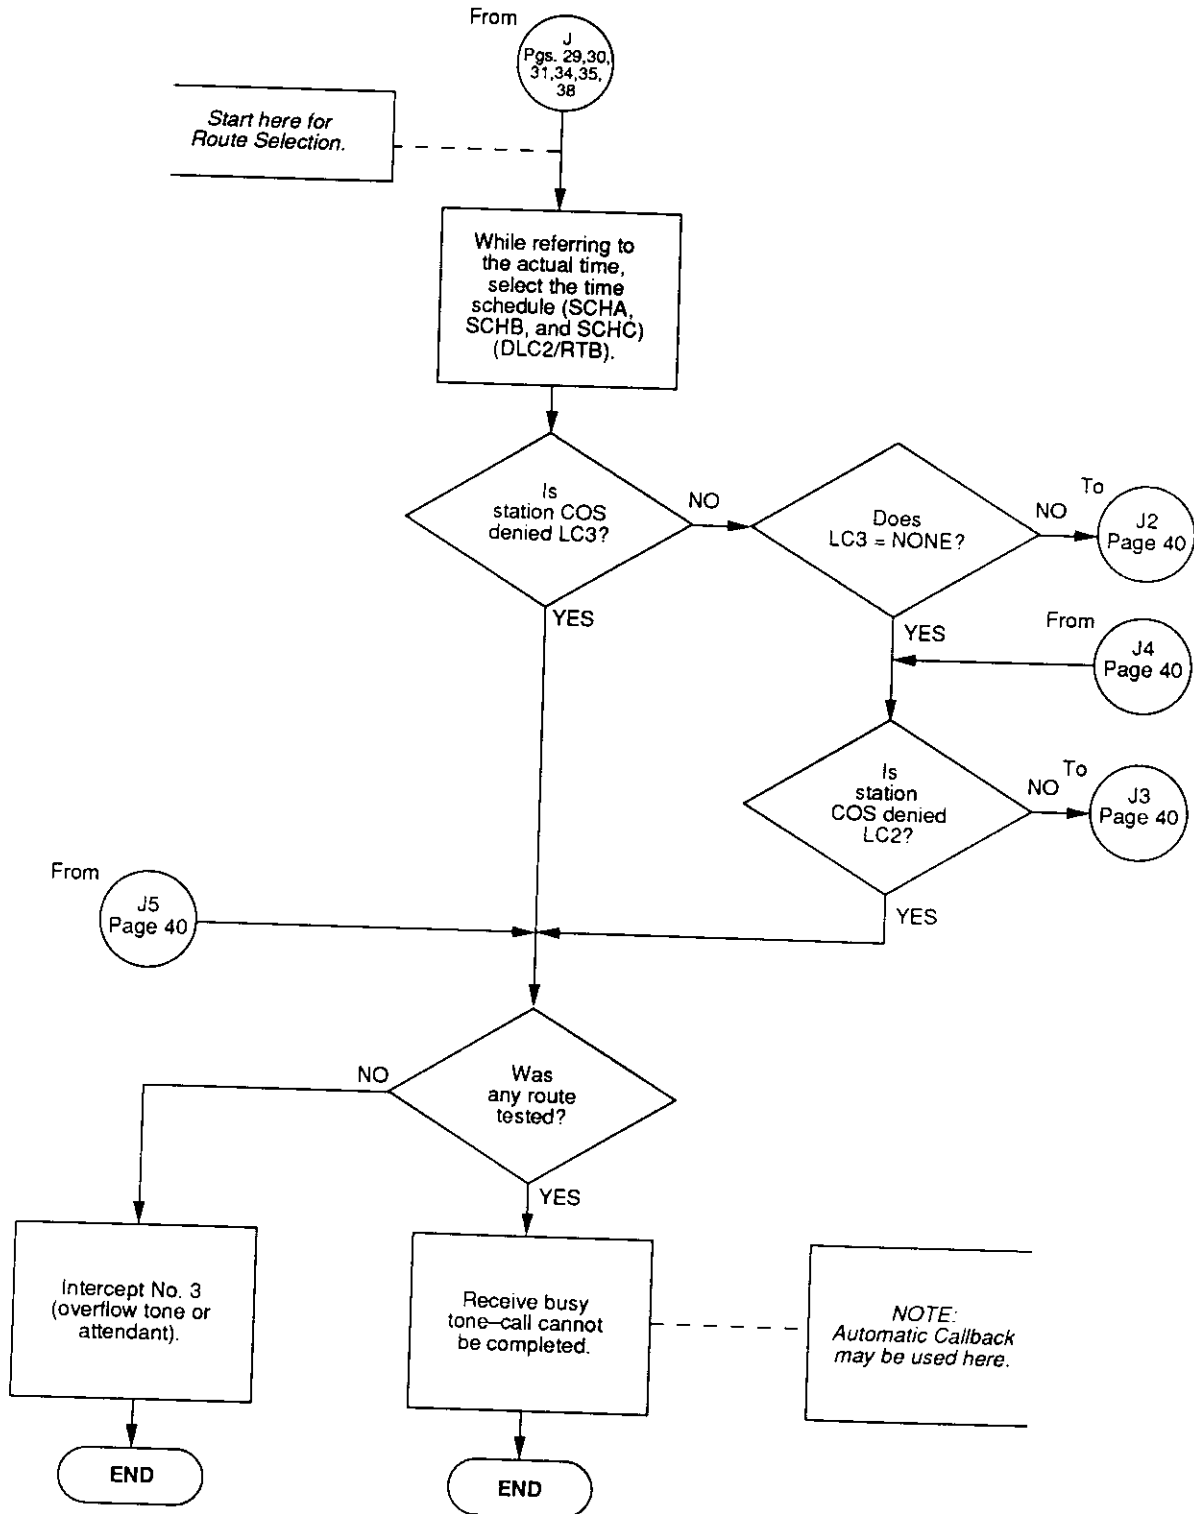 From
J
Pgs. 29,30,
31,34,35,
38
Start here for
Route Selection.
While referring to
the actual time,
select the time
schedule (SCHA,
SCHB, and SCHC)
(DLC2/RTB).
Is
station COS
denied LC3?
NO
YES
Does
LC3 = NONE?
NO
To
J2
Page 40
YES
From
J4
Page 40
Is
station
COS denied
LC2?
NO
To
J3
Page 40
YES
From
J5
Page 40
Was
any route
tested?
NO
YES
Intercept No. 3
(overflow tone or
attendant).
Receive busy
tone–call cannot
be completed.
NOTE:
Automatic Callback
may be used here.
END
END